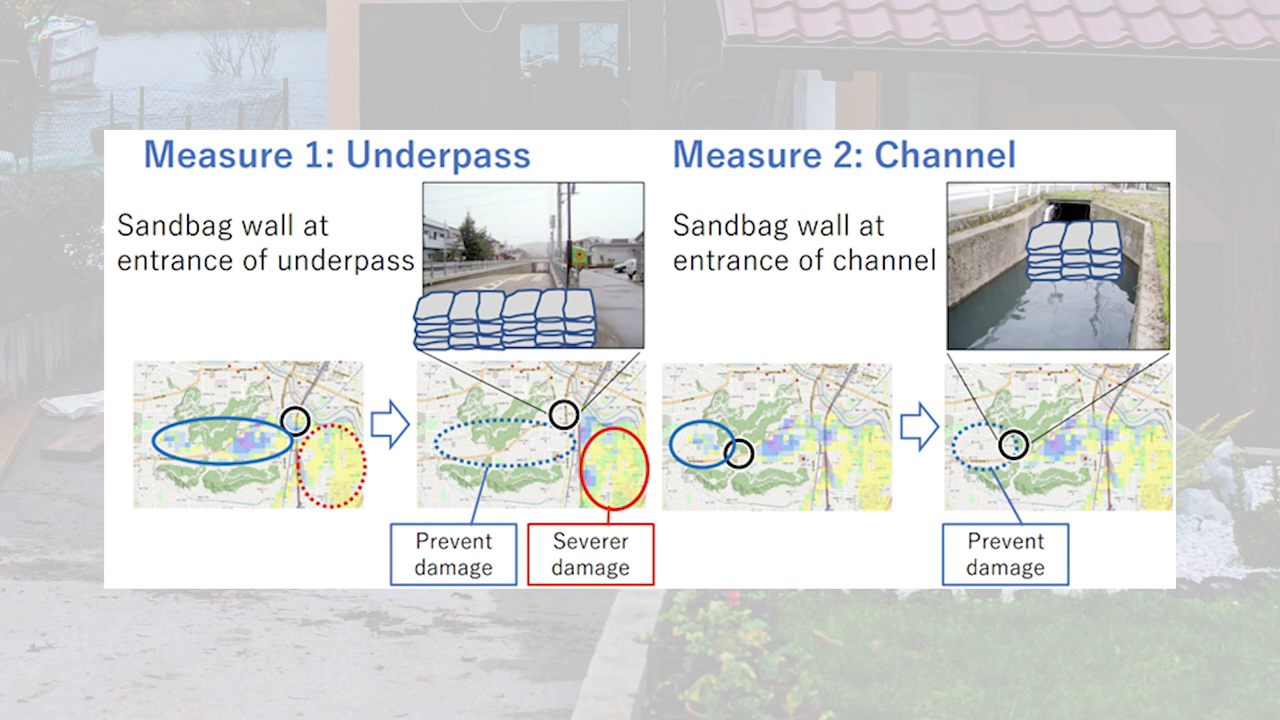 Measure 1: Underpass
Sandbag wall at
entrance of underpass
Prevent
damage
Severer
damage
Measure 2: Channel
Sandbag wall at
entrance of channel
Prevent
damage